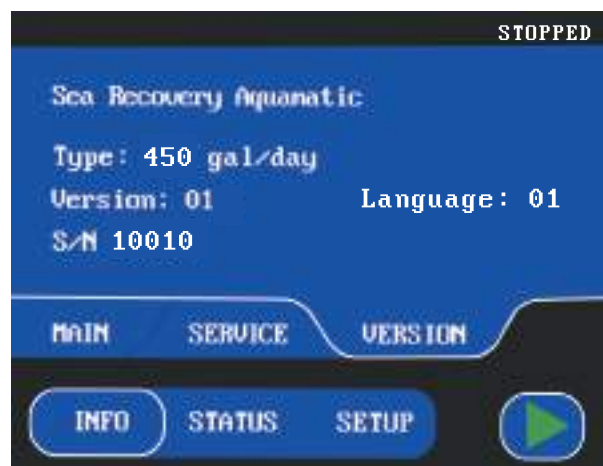 STOPPED
Sea Recovery Aquamatic
Type: 450 gal/day
Version: 01 Language: 01
S/N 10010
MAIN SERVICE VERSION
INFO STATUS SETUP